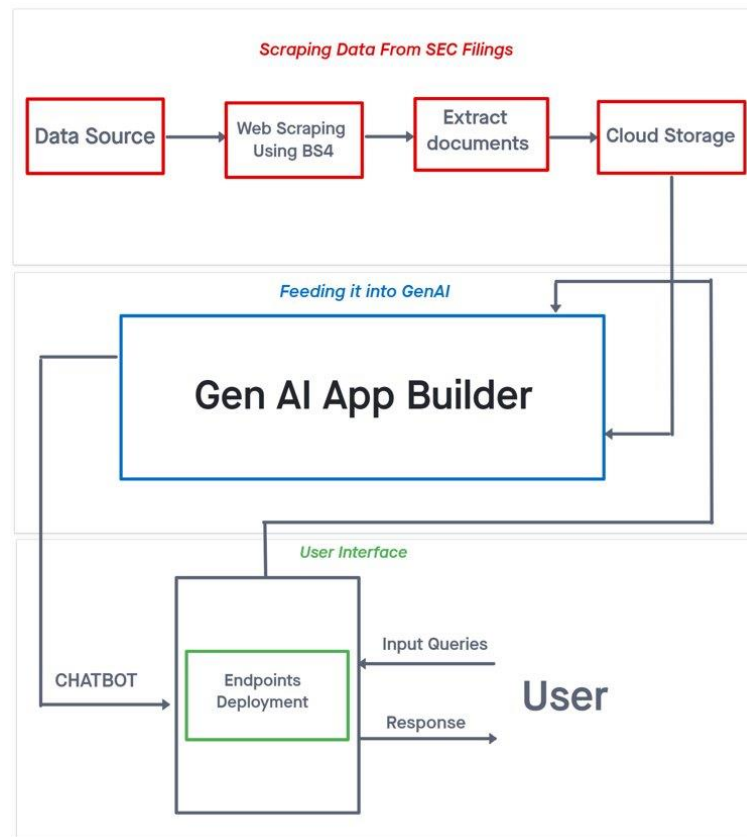 Scraping Data From SEC Filings
Data Source
Web Scraping
Using BS4
Extract
documents
Cloud Storage
Feeding it into GenAI
Gen AI App Builder
User Interface
CHATBOT
Endpoints
Deployment
Input Queries
User
Response